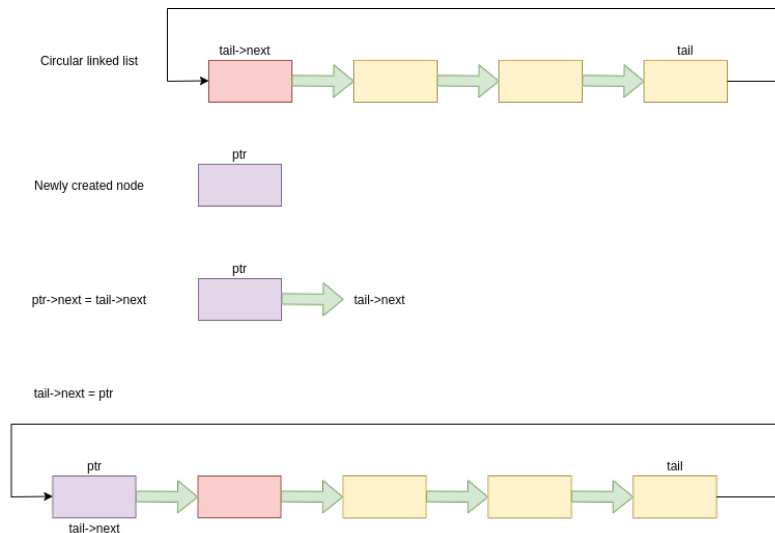 tail->next
tail
Circular linked list
ptr
Newly created node
ptr
ptr->next = tail->next
tail->next
tail->next = ptr
ptr
tail
tail->next